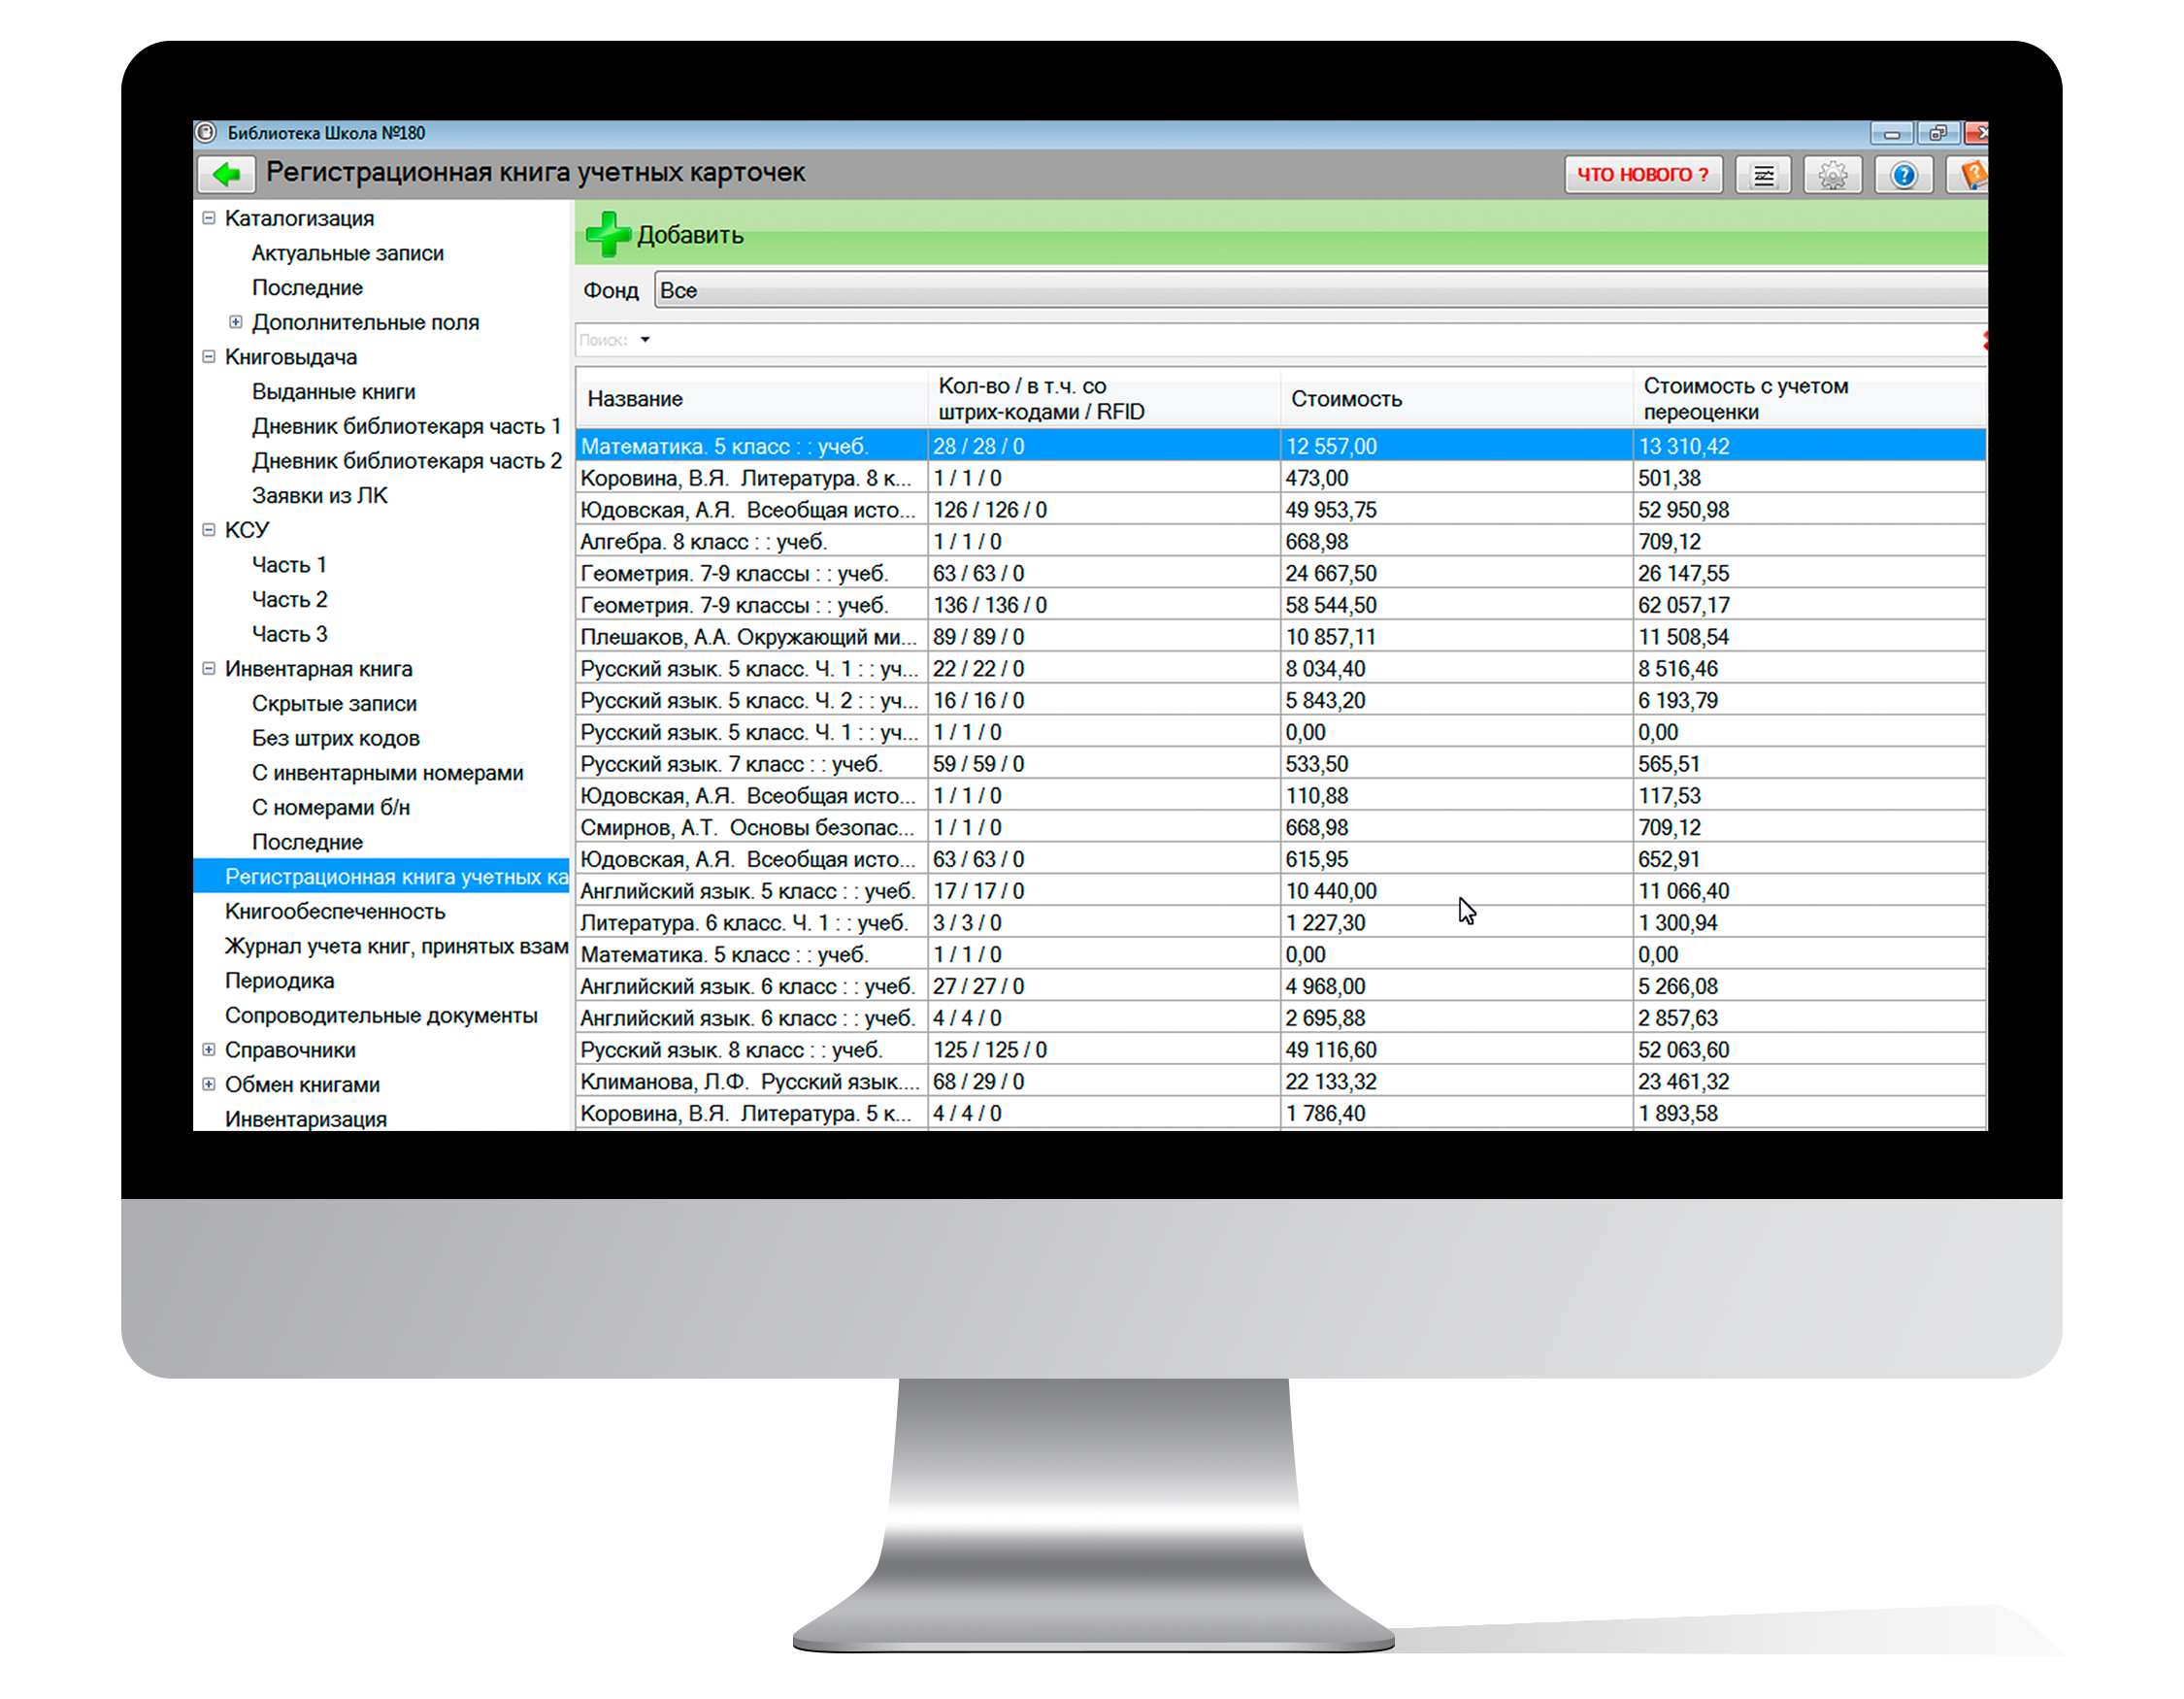 Библиотека Школа №180
Регистрационная книга учетных карточек
ЧТО НОВОГО ?
Каталогизация
Актуальные записи
Последние
Дополнительные поля
Книговыдача
Выданные книги
Дневник библиотекаря часть 1
Дневник библиотекаря часть 2
Заявки из ЛК
КСУ
Часть 1
Часть 2
Часть 3
Инвентарная книга
Скрытые записи
Без штрих кодов
С инвентарными номерами
С номерами б/н
Последние
Регистрационная книга учетных ка
Книгообеспеченность
Журнал учета книг, принятых взам
Периодика
Сопроводительные документы
Справочники
Обмен книгами
Инвентаризация
Добавить
Фонд Все
Поиск:
Название Кол-во / в т.ч. со штрих-кодами / RFID Стоимость Стоимость с учетом переоценки
Математика. 5 класс : : учеб. 28 / 28 / 0 12 557,00 13 310,42
Коровина, В.Я. Литература. 8 к... 1 / 1 / 0 473,00 501,38
Юдовская, А.Я. Всеобщая исто... 126 / 126 / 0 49 953,75 52 950,98
Алгебра. 8 класс : : учеб. 1 / 1 / 0 668,98 709,12
Геометрия. 7-9 классы : : учеб. 63 / 63 / 0 24 667,50 26 147,55
Геометрия. 7-9 классы : : учеб. 136 / 136 / 0 58 544,50 62 057,17
Плешаков, А.А. Окружающий ми... 89 / 89 / 0 10 857,11 11 508,54
Русский язык. 5 класс. Ч. 1 : : уч... 22 / 22 / 0 8 034,40 8 516,46
Русский язык. 5 класс. Ч. 2 : : уч... 16 / 16 / 0 5 843,20 6 193,79
Русский язык. 5 класс. Ч. 1 : : уч... 1 / 1 / 0 0,00 0,00
Русский язык. 7 класс : : учеб. 59 / 59 / 0 533,50 565,51
Юдовская, А.Я. Всеобщая исто... 1 / 1 / 0 110,88 117,53
Смирнов, А.Т. Основы безопас... 1 / 1 / 0 668,98 709,12
Юдовская, А.Я. Всеобщая исто... 63 / 63 / 0 615,95 652,91
Английский язык. 5 класс : : учеб. 17 / 17 / 0 10 440,00 11 066,40
Литература. 6 класс. Ч. 1 : : учеб. 3 / 3 / 0 1 227,30 1 300,94
Математика. 5 класс : : учеб. 1 / 1 / 0 0,00 0,00
Английский язык. 6 класс : : учеб. 27 / 27 / 0 4 968,00 5 266,08
Английский язык. 6 класс : : учеб. 4 / 4 / 0 2 695,88 2 857,63
Русский язык. 8 класс : : учеб. 125 / 125 / 0 49 116,60 52 063,60
Климанова, Л.Ф. Русский язык.... 68 / 29 / 0 22 133,32 23 461,32
Коровина, В.Я. Литература. 5 к... 4 / 4 / 0 1 786,40 1 893,58